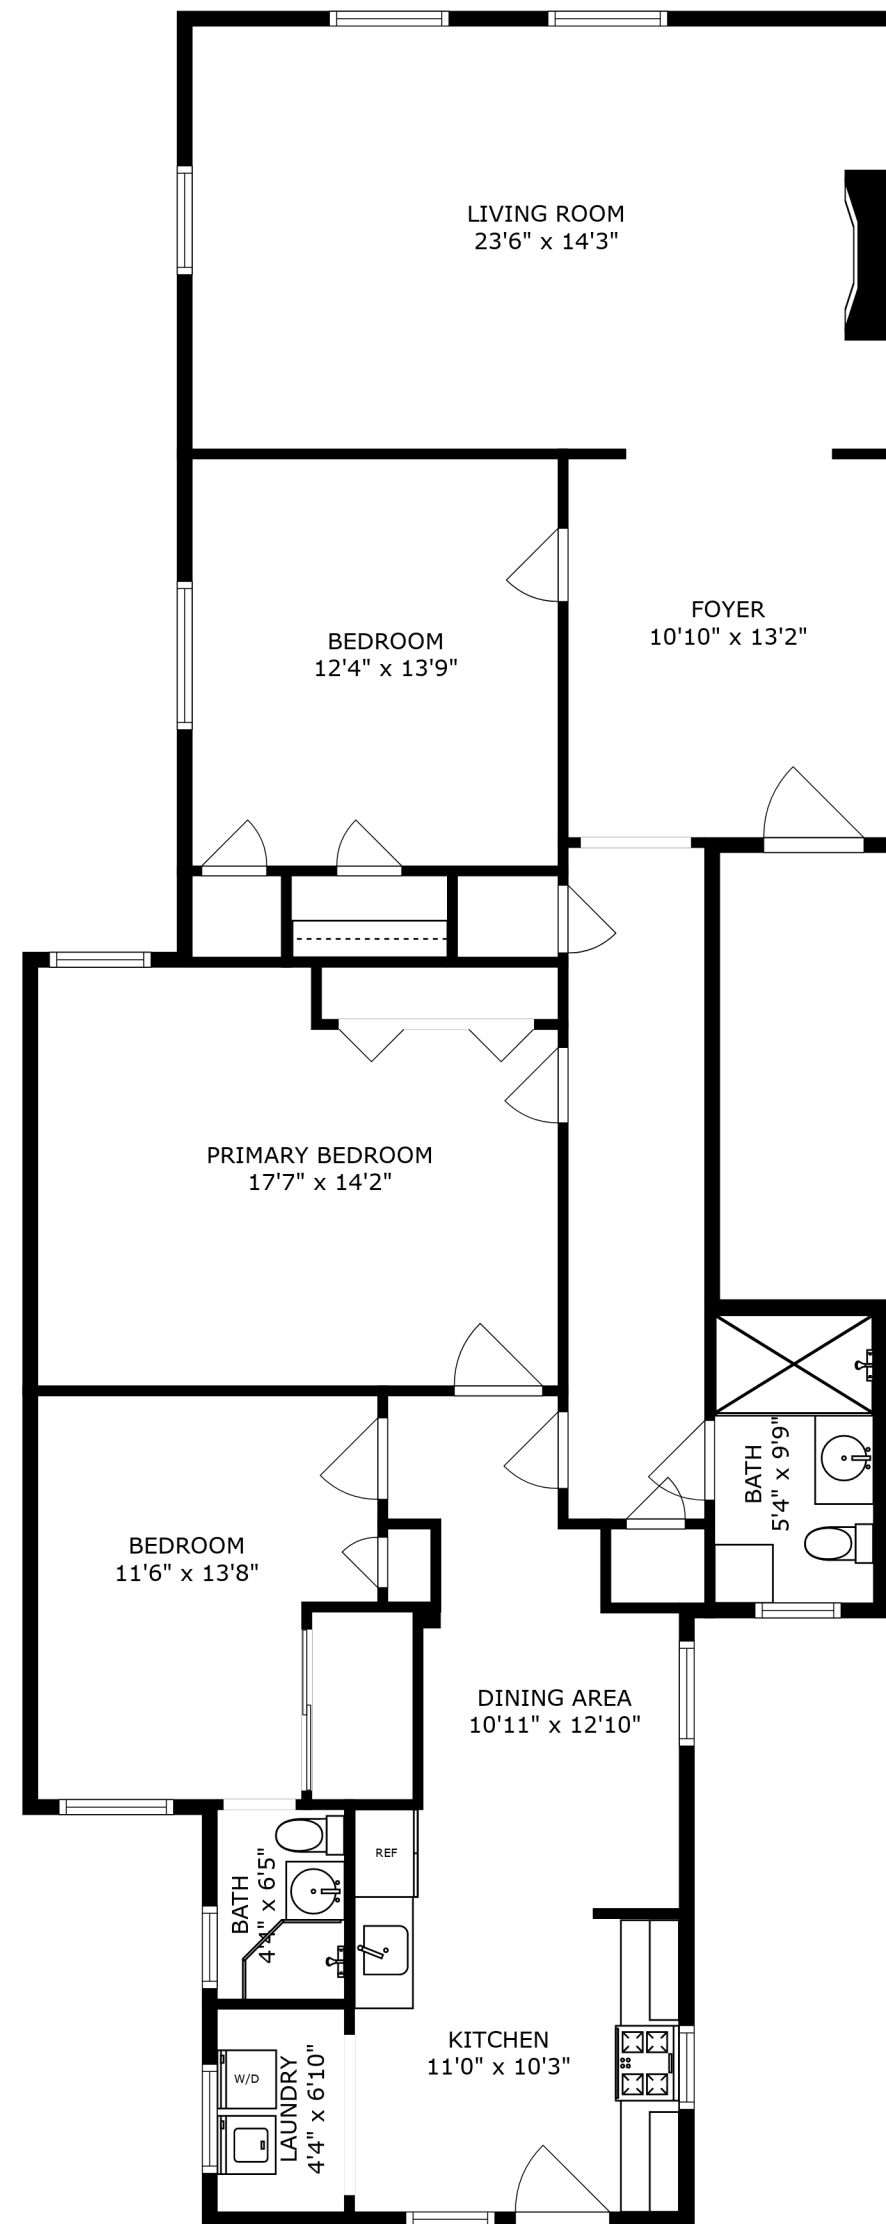 LIVING ROOM
23'6" x 14'3"
FOYER
10'10" x 13'2"
BEDROOM
12'4" x 13'9"
PRIMARY BEDROOM
17'7" x 14'2"
BATH
5'4" x 9'9"
BEDROOM
11'6" x 13'8"
DINING AREA
10'11" x 12'10"
REF
BATH
4'4" x 6'5"
KITCHEN
11'0" x 10'3"
W/D
LAUNDRY
4'4" x 6'10"